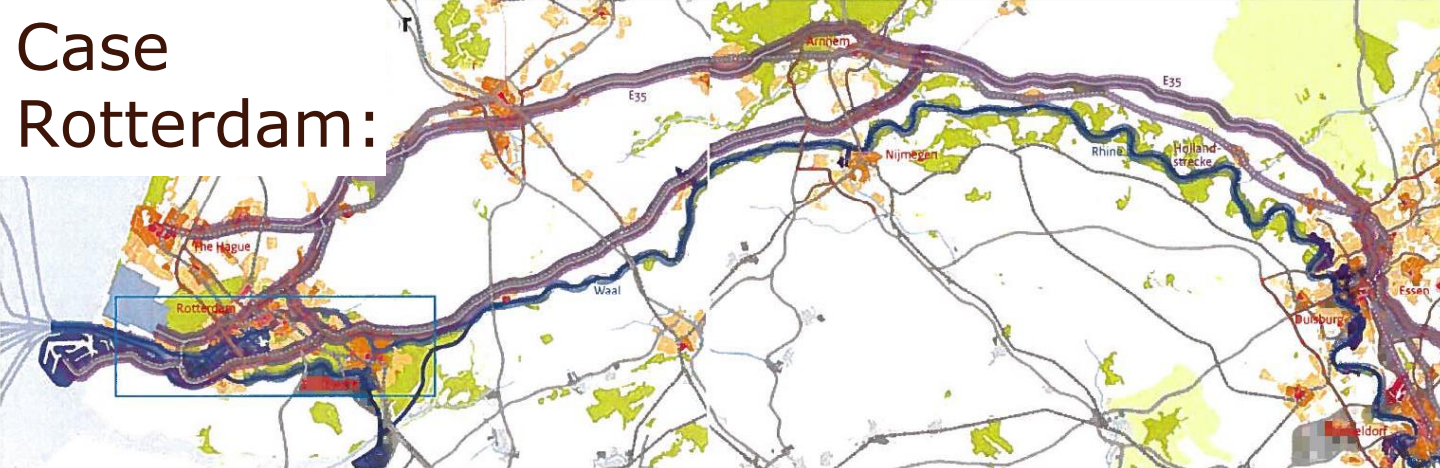 Case
Rotterdam:
Arnhem
E35
E35
Nijmegen
Rhine
Holland-
strecke
The Hague
Waal
Rotterdam
Essen
Duisburg